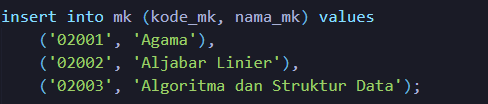 insert into mk (kode_mk, nama_mk) values
    ('02001', 'Agama'),
    ('02002', 'Aljabar Linier'),
    ('02003', 'Algoritma dan Struktur Data');